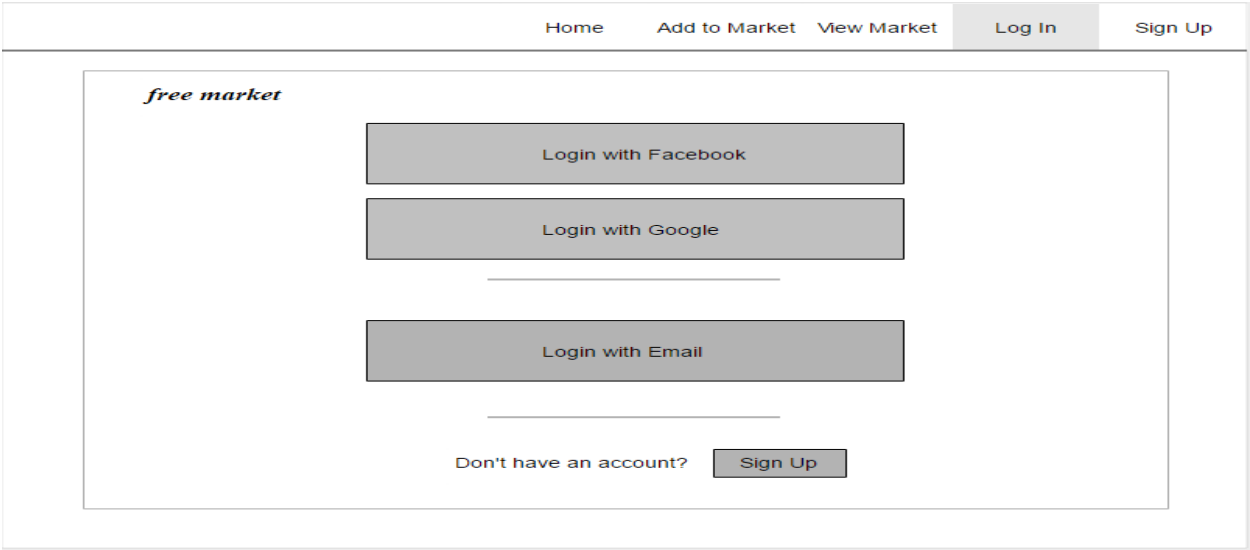 Home Add to Market View Market Log In Sign Up
free market
Login with Facebook
Login with Google
Login with Email
Don't have an account? Sign Up